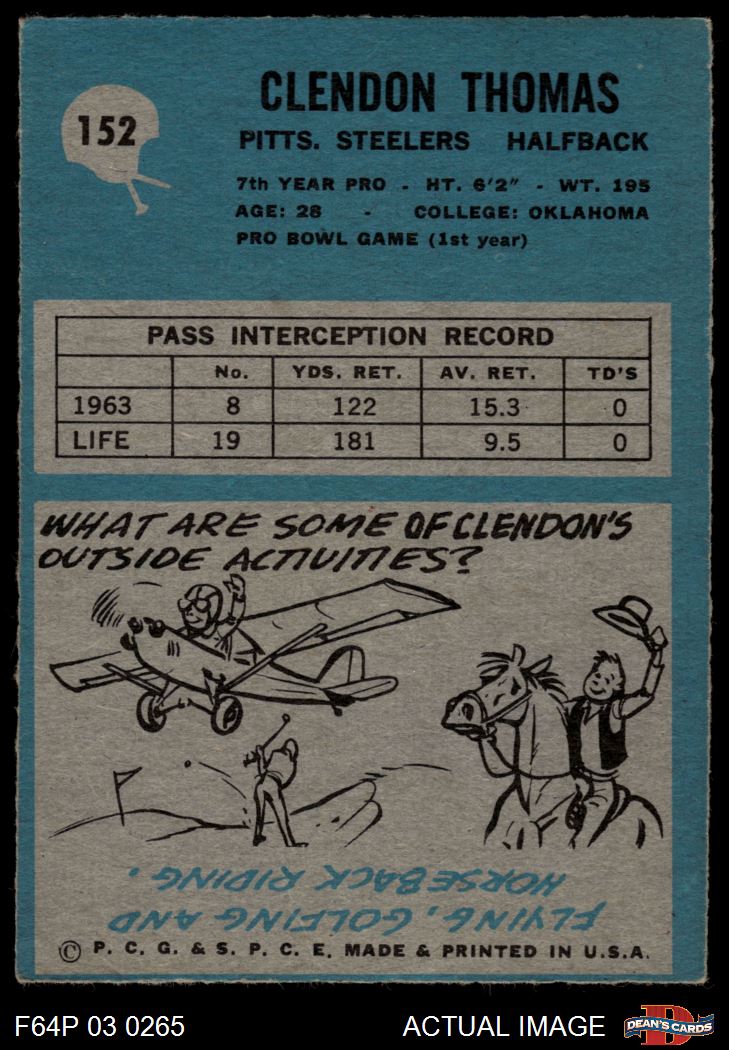 152
CLENDON THOMAS
PITTS. STEELERS HALFBACK
7th YEAR PRO - HT. 6'2" - WT. 195
AGE: 28 - COLLEGE: OKLAHOMA
PRO BOWL GAME (1st year)
PASS INTERCEPTION RECORD
No. YDS. RET. AV. RET. TD'S
1963 8 122 15.3 0
LIFE 19 181 9.5 0
WHAT ARE SOME OF CLENDON'S
OUTSIDE ACTIVITIES?
FLYING, GOLFING AND
HORSEBACK RIDING.
© P. C. G. & S. P. C. E. MADE & PRINTED IN U.S.A.
F64P 03 0265 ACTUAL IMAGE
D
DEAN'S CARDS